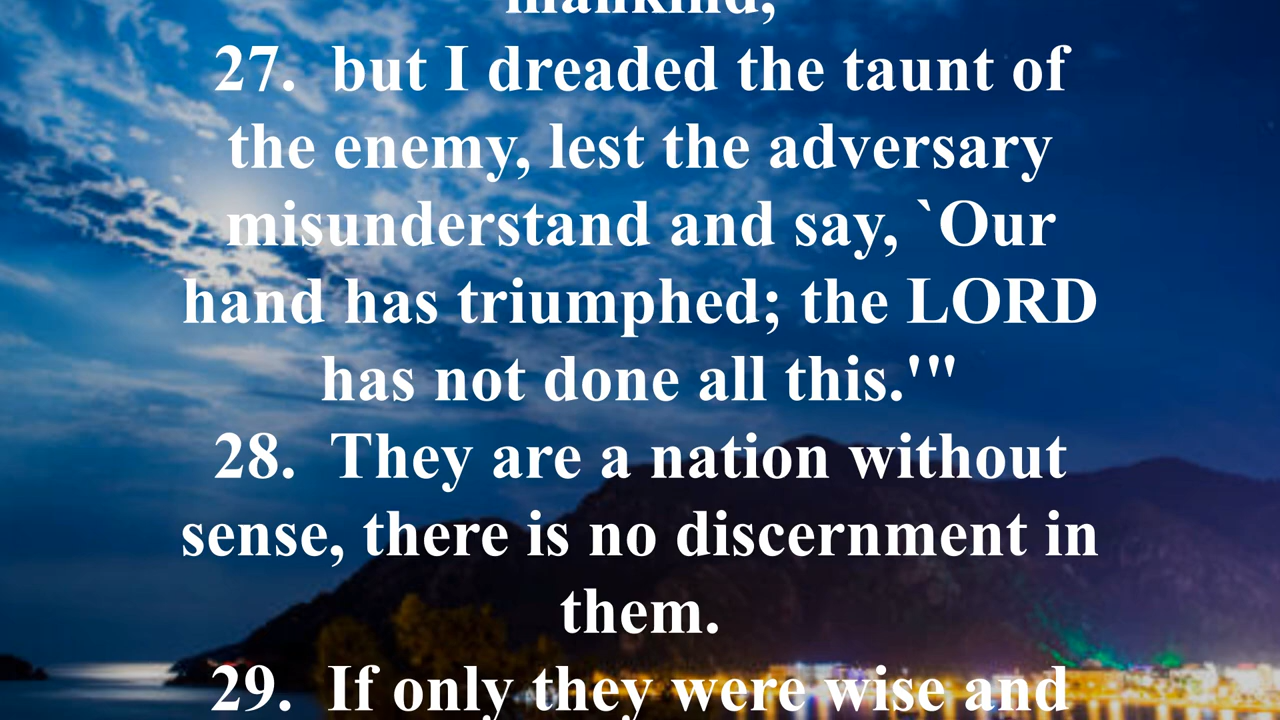 mankind,
27.  but I dreaded the taunt of
the enemy, lest the adversary
misunderstand and say, `Our
hand has triumphed; the LORD
has not done all this.'"
28.  They are a nation without
sense, there is no discernment in
them.
29.  If only they were wise and